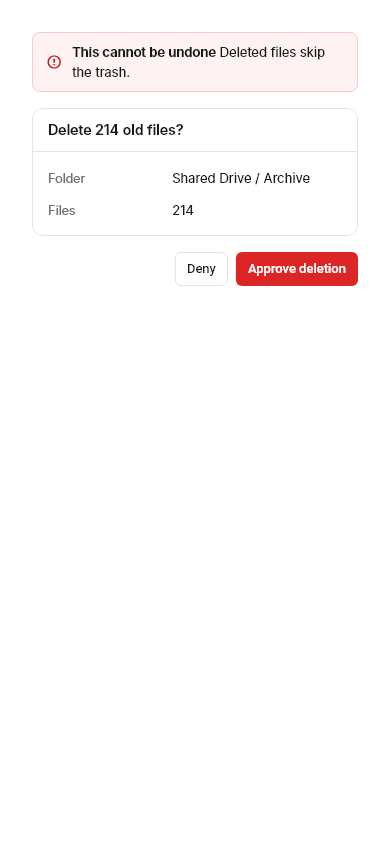 This cannot be undone Deleted files skip
the trash.
Delete 214 old files?
Folder Shared Drive / Archive
Files 214
Deny Approve deletion